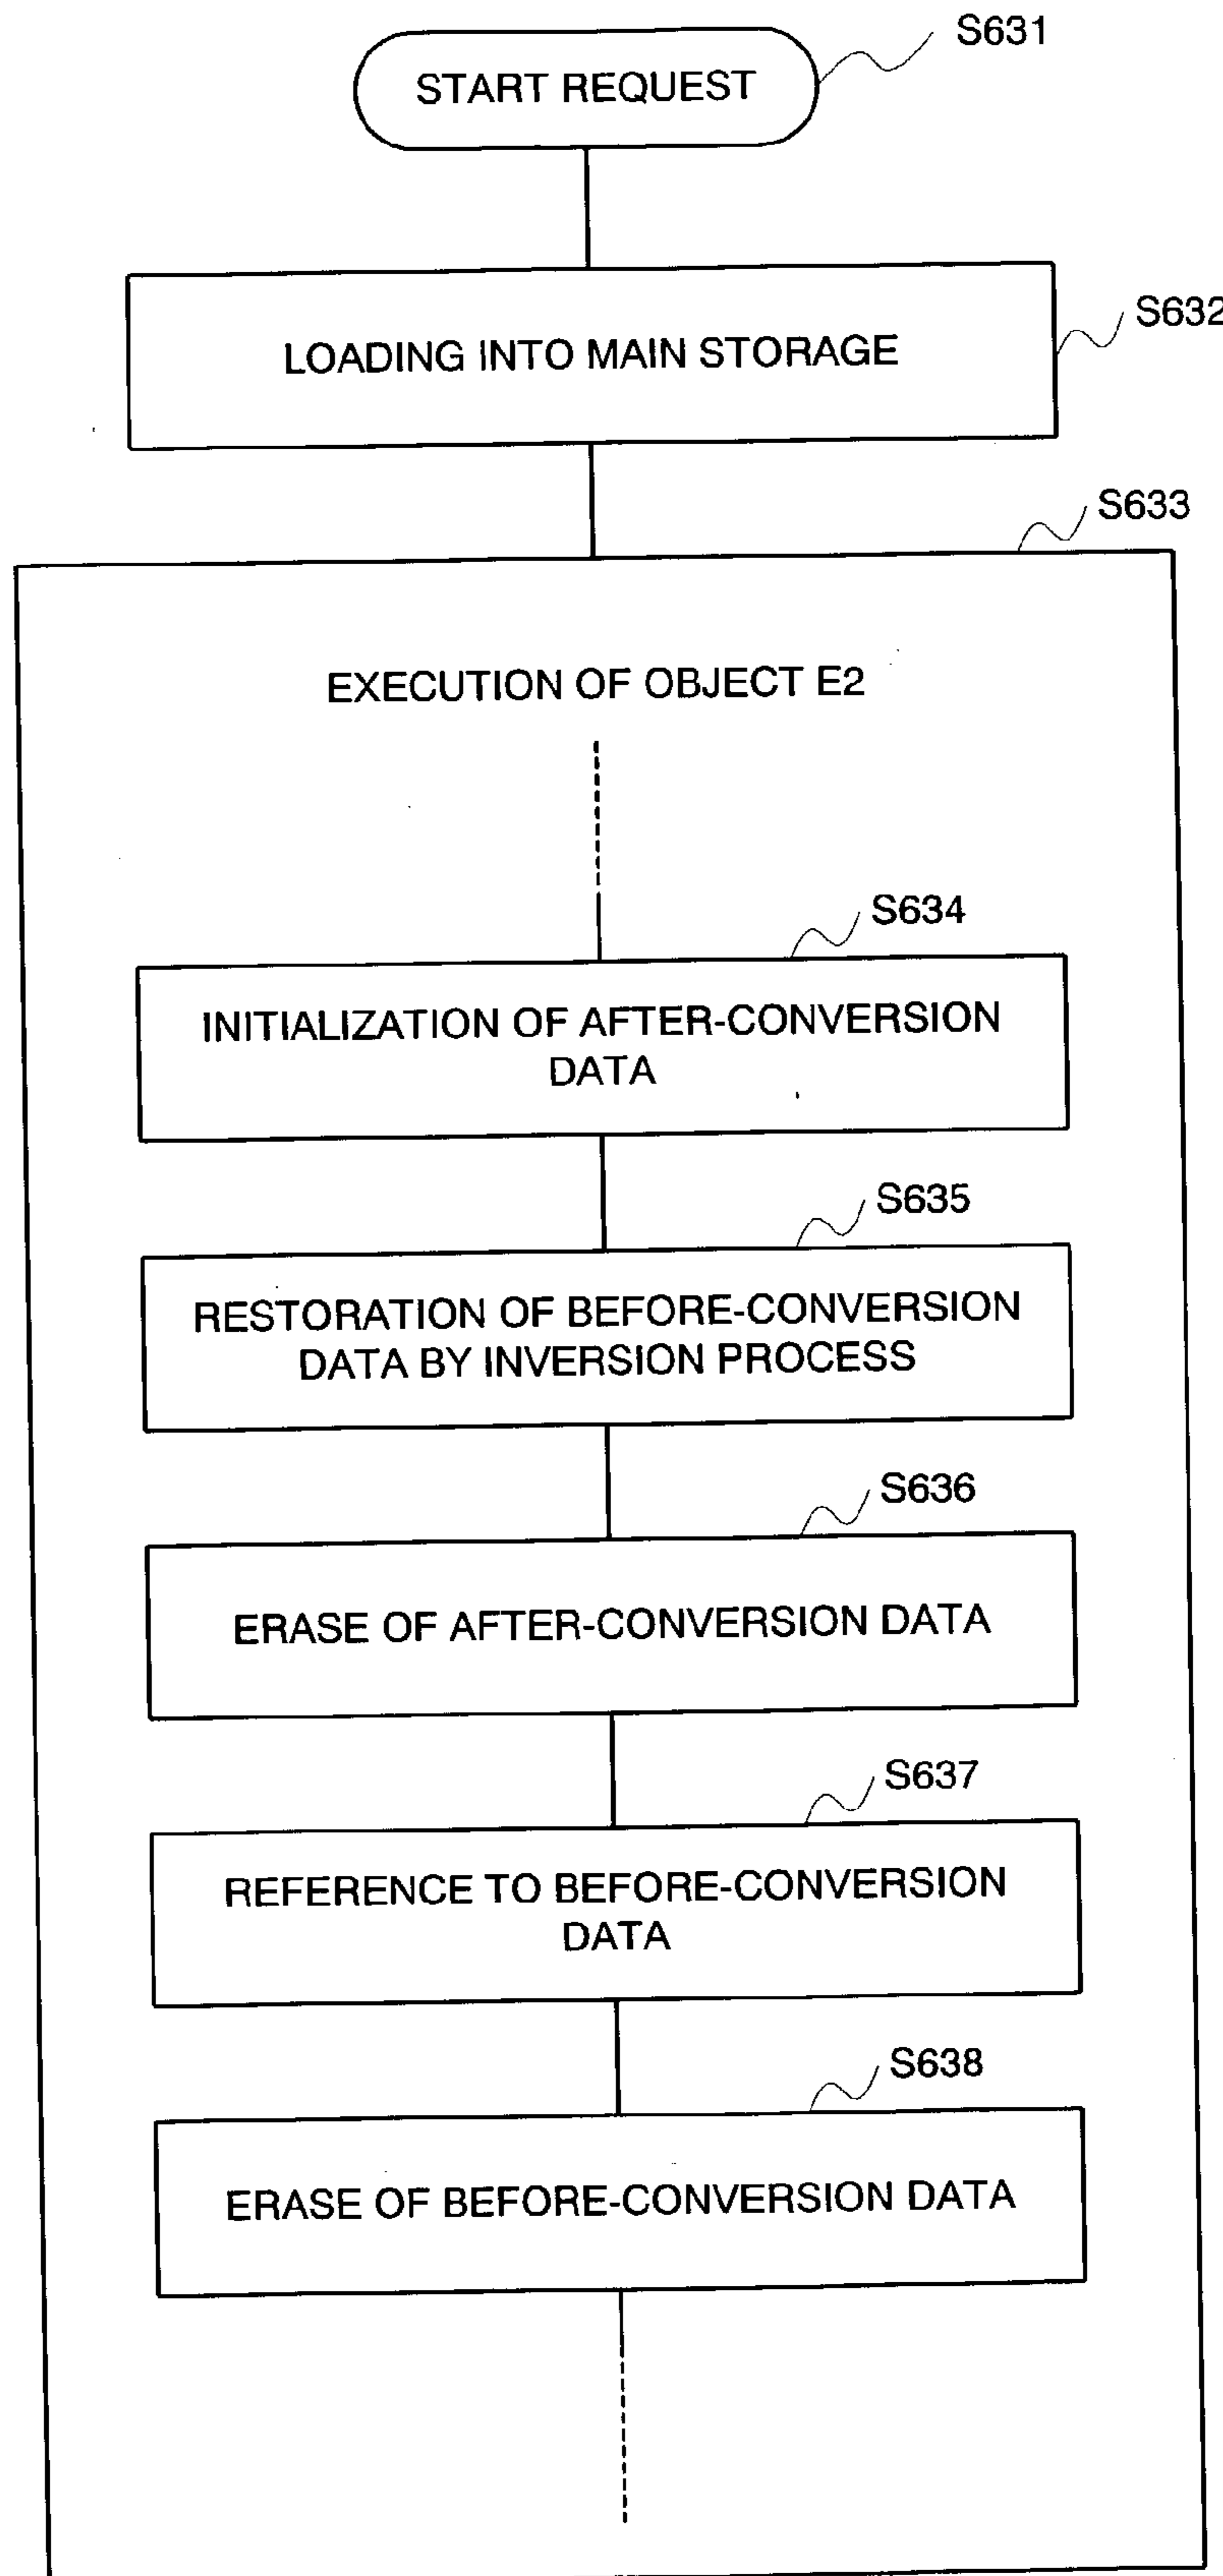 S631
START REQUEST
S632
LOADING INTO MAIN STORAGE
S633
EXECUTION OF OBJECT E2
S634
INITIALIZATION OF AFTER-CONVERSION
DATA
S635
RESTORATION OF BEFORE-CONVERSION
DATA BY INVERSION PROCESS
S636
ERASE OF AFTER-CONVERSION DATA
S637
REFERENCE TO BEFORE-CONVERSION
DATA
S638
ERASE OF BEFORE-CONVERSION DATA